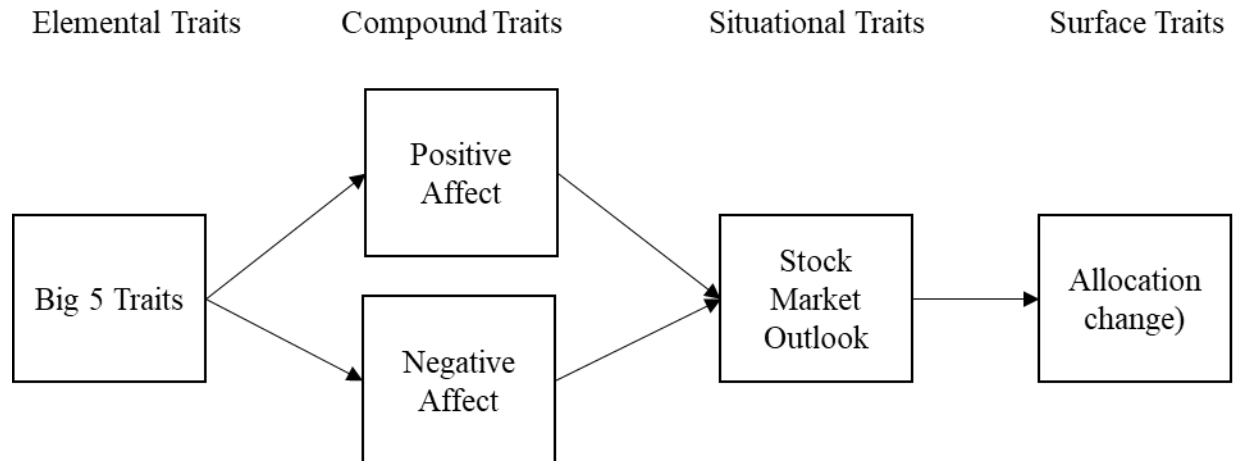 Elemental Traits
Compound Traits
Situational Traits
Surface Traits
Positive
Affect
Big 5 Traits
Negative
Affect
Stock
Market
Outlook
Allocation
change)